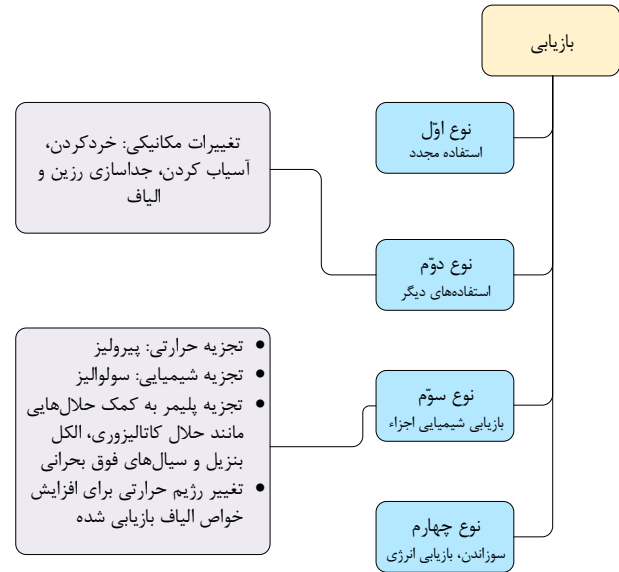 بازیابی
نوع اوّل
استفاده مجدد
نوع دوّم
استفاده‌های دیگر
تغییرات مکانیکی: خردکردن،
آسیاب کردن، جداسازی رزین و
الیاف
نوع سوّم
بازیابی شیمیایی اجزاء
• تجزیه حرارتی: پیرولیز
• تجزیه شیمیایی: سولوالیز
• تجزیه پلیمر به کمک حلال‌هایی
مانند حلال کاتالیزوری، الکل
بنزیل و سیال‌های فوق بحرانی
• تغییر رژیم حرارتی برای افزایش
خواص الیاف بازیابی شده
نوع چهارم
سوزاندن، بازیابی انرژی